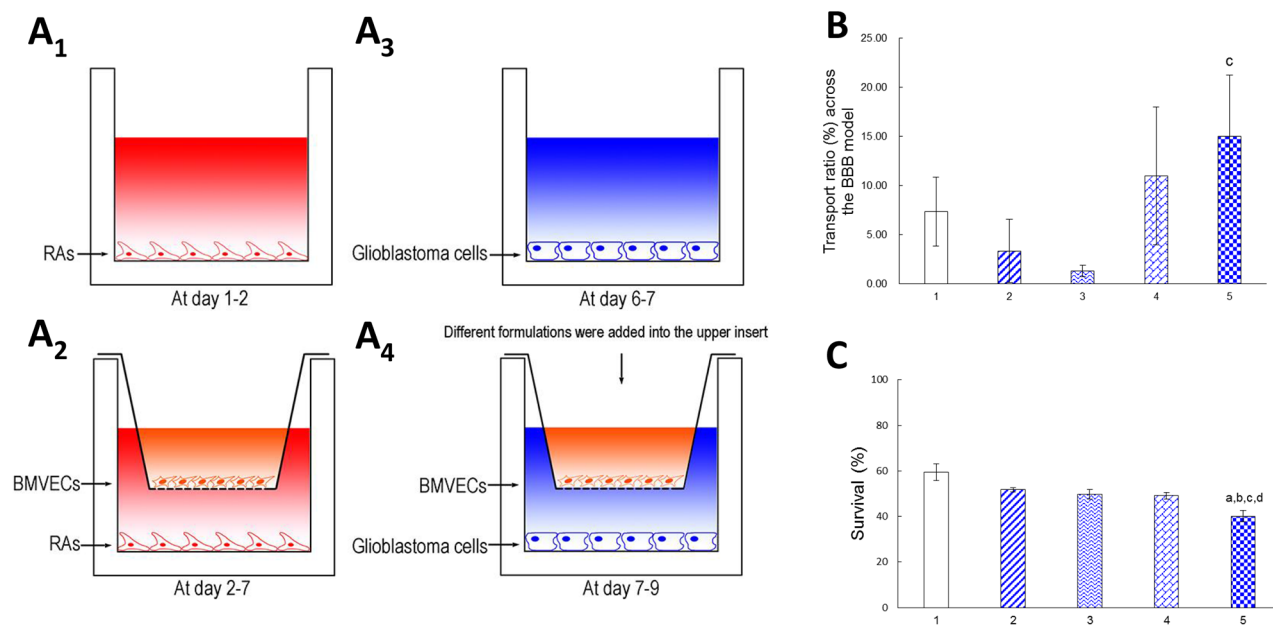 A1
RAs
At day 1-2
A3
Glioblastoma cells
At day 6-7
A2
BMVECs
RAs
At day 2-7
A4
Different formulations were added into the upper insert
BMVECs
Glioblastoma cells
At day 7-9
B
Transport ratio (%) across
the BBB model
25.00
20.00
15.00
10.00
5.00
0.00
c
1 2 3 4 5
C
Survival (%)
100
80
60
40
20
0
a,b,c,d
1 2 3 4 5